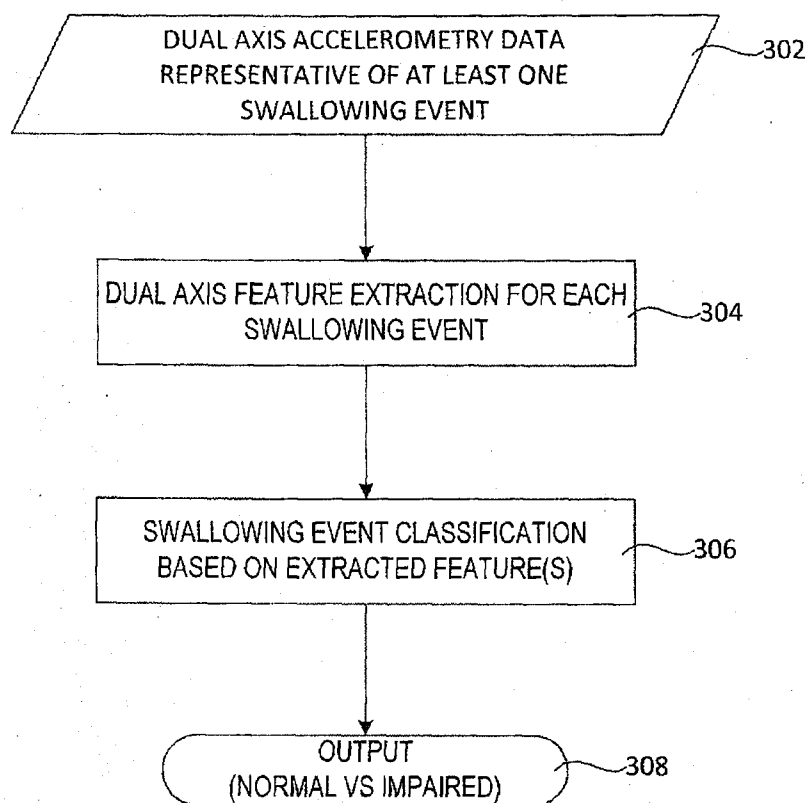 DUAL AXIS ACCELEROMETRY DATA
REPRESENTATIVE OF AT LEAST ONE
SWALLOWING EVENT
302
DUAL AXIS FEATURE EXTRACTION FOR EACH
SWALLOWING EVENT
304
SWALLOWING EVENT CLASSIFICATION
BASED ON EXTRACTED FEATURE(S)
306
OUTPUT
(NORMAL VS IMPAIRED)
308